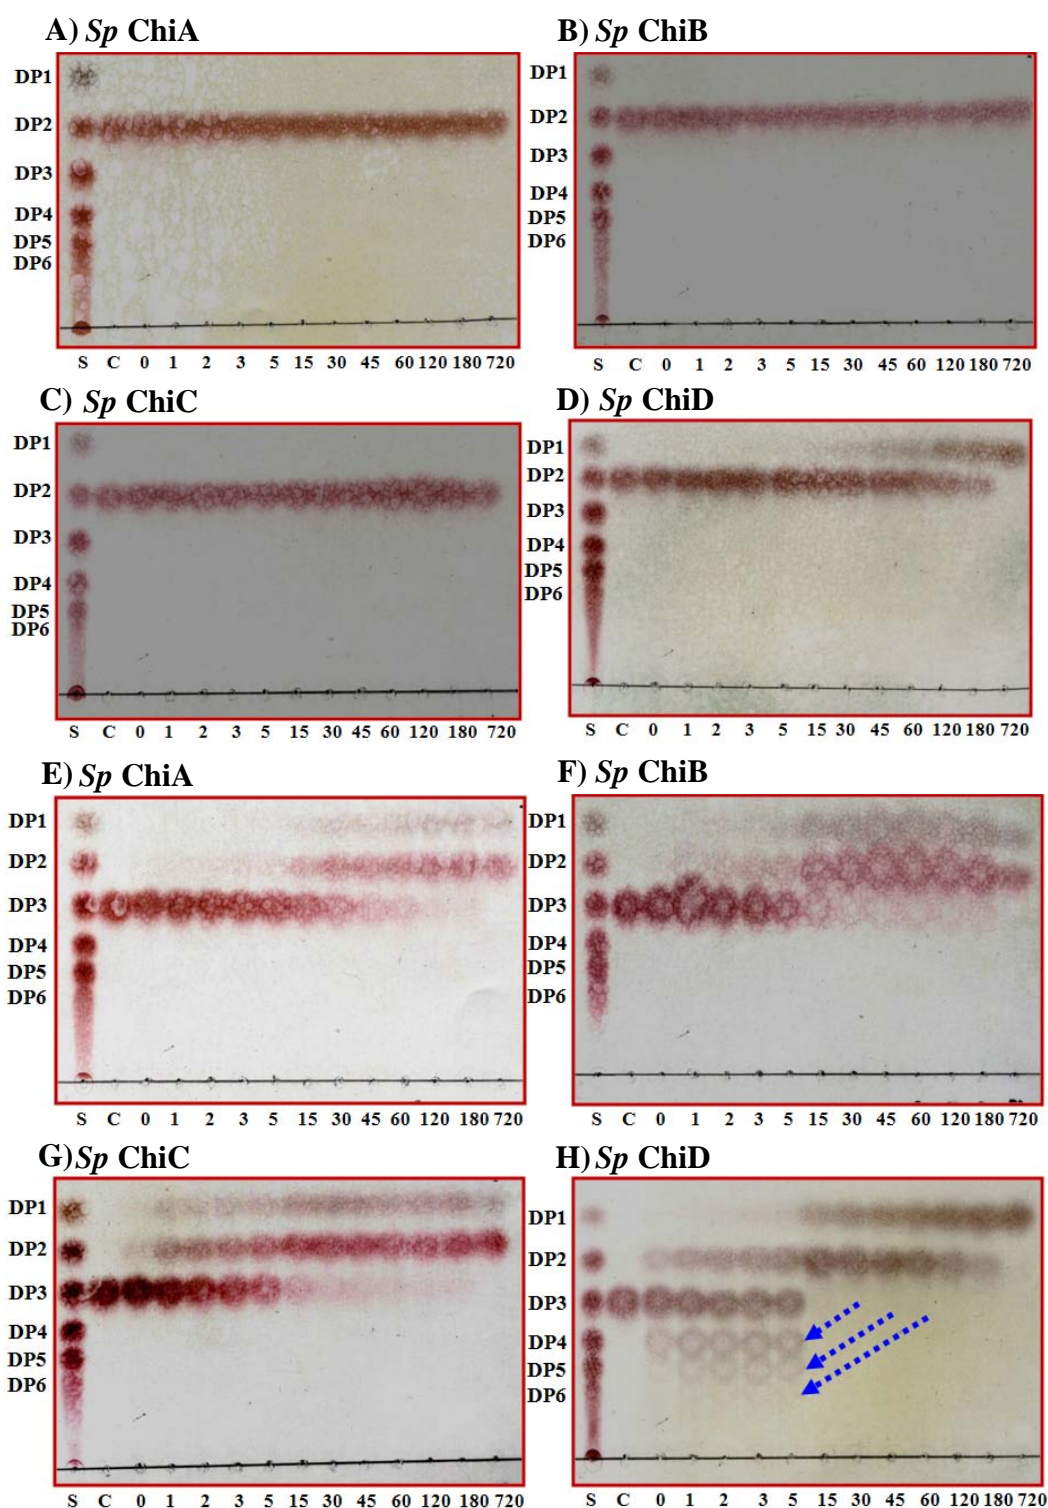 A) Sp ChiA
DP1
DP2
DP3
DP4
DP5
DP6
S C 0 1 2 3 5 15 30 45 60 120 180 720
B) Sp ChiB
DP1
DP2
DP3
DP4
DP5
DP6
S C 0 1 2 3 5 15 30 45 60 120 180 720
C) Sp ChiC
DP1
DP2
DP3
DP4
DP5
DP6
S C 0 1 2 3 5 15 30 45 60 120 180 720
D) Sp ChiD
DP1
DP2
DP3
DP4
DP5
DP6
S C 0 1 2 3 5 15 30 45 60 120 180 720
E) Sp ChiA
DP1
DP2
DP3
DP4
DP5
DP6
S C 0 1 2 3 5 15 30 45 60 120 180 720
F) Sp ChiB
DP1
DP2
DP3
DP4
DP5
DP6
S C 0 1 2 3 5 15 30 45 60 120 180 720
G) Sp ChiC
DP1
DP2
DP3
DP4
DP5
DP6
S C 0 1 2 3 5 15 30 45 60 120 180 720
H) Sp ChiD
DP1
DP2
DP3
DP4
DP5
DP6
S C 0 1 2 3 5 15 30 45 60 120 180 720